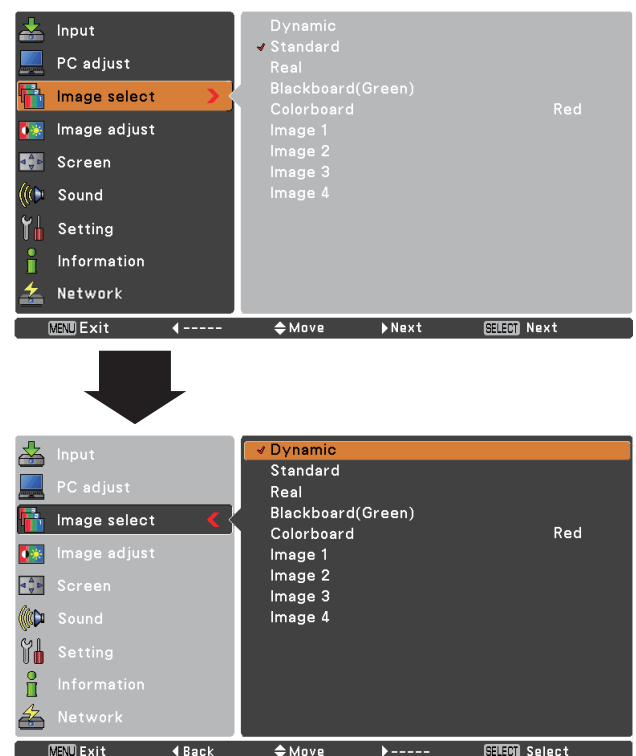 Input
PC adjust
Image select
Image adjust
Screen
Sound
Setting
Information
Network
Dynamic
Standard
Real
Blackboard(Green)
Colorboard Red
Image 1
Image 2
Image 3
Image 4
MENU Exit ----- Move Next SELECT Next
Input
PC adjust
Image select
Image adjust
Screen
Sound
Setting
Information
Network
Dynamic
Standard
Real
Blackboard(Green)
Colorboard Red
Image 1
Image 2
Image 3
Image 4
MENU Exit Back Move ----- SELECT Select